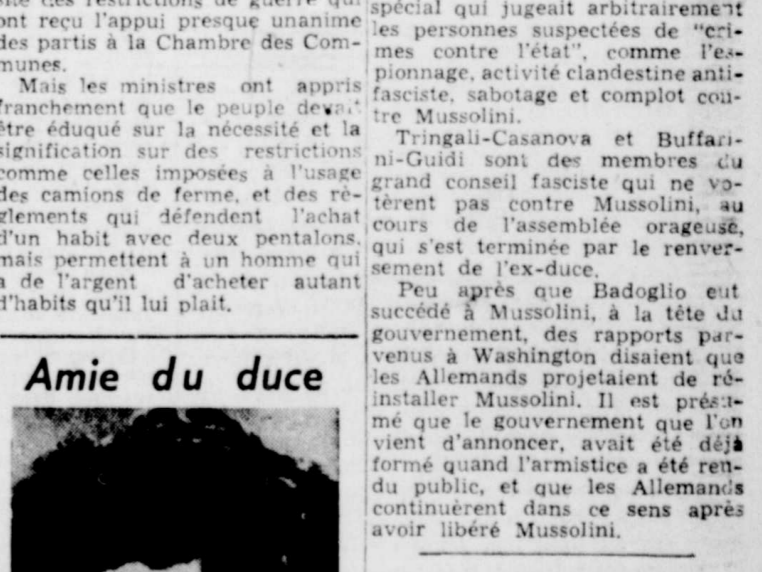 ont reçu l'appui presque unanime
des partis à la Chambre des Com-
munes.
Mais les ministres ont appris
franchement que le peuple devait
être éduqué sur la nécessité et la
signification sur des restrictions
comme celles imposées à l'usage
des camions de ferme, et des rè-
glements qui défendent l'achat
d'un habit avec deux pentalons,
mais permettent à un homme qui
a de l'argent d'acheter autant
d'habits qu'il lui plait.
Amie du duce
spécial qui jugeait arbitrairement
les personnes suspectées de "cri-
mes contre l'état", comme l'es-
pionnage, activité clandestine anti-
fasciste, sabotage et complot con-
tre Mussolini.
Tringali-Casanova et Buffari-
ni-Guidi sont des membres du
grand conseil fasciste qui ne vo-
tèrent pas contre Mussolini, au
cours de l'assemblée orageuse,
qui s'est terminée par le renver-
sement de l'ex-duce.
Peu après que Badoglio eut
succédé à Mussolini, à la tête du
gouvernement, des rapports par-
venus à Washington disaient que
les Allemands projetaient de ré-
installer Mussolini. Il est présu-
mé que le gouvernement que l'on
vient d'annoncer, avait été déjà
formé quand l'armistice a été ren-
du public, et que les Allemands
continuèrent dans ce sens après
avoir libéré Mussolini.